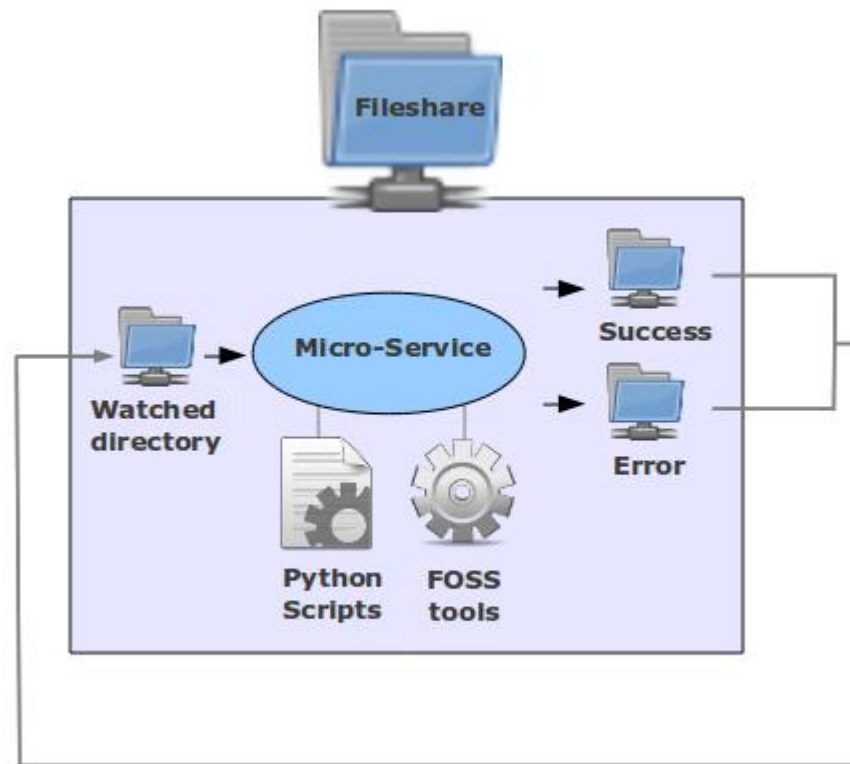 Fileshare
Success
Micro-Service
Watched
directory
Error
Python
Scripts
FOSS
tools